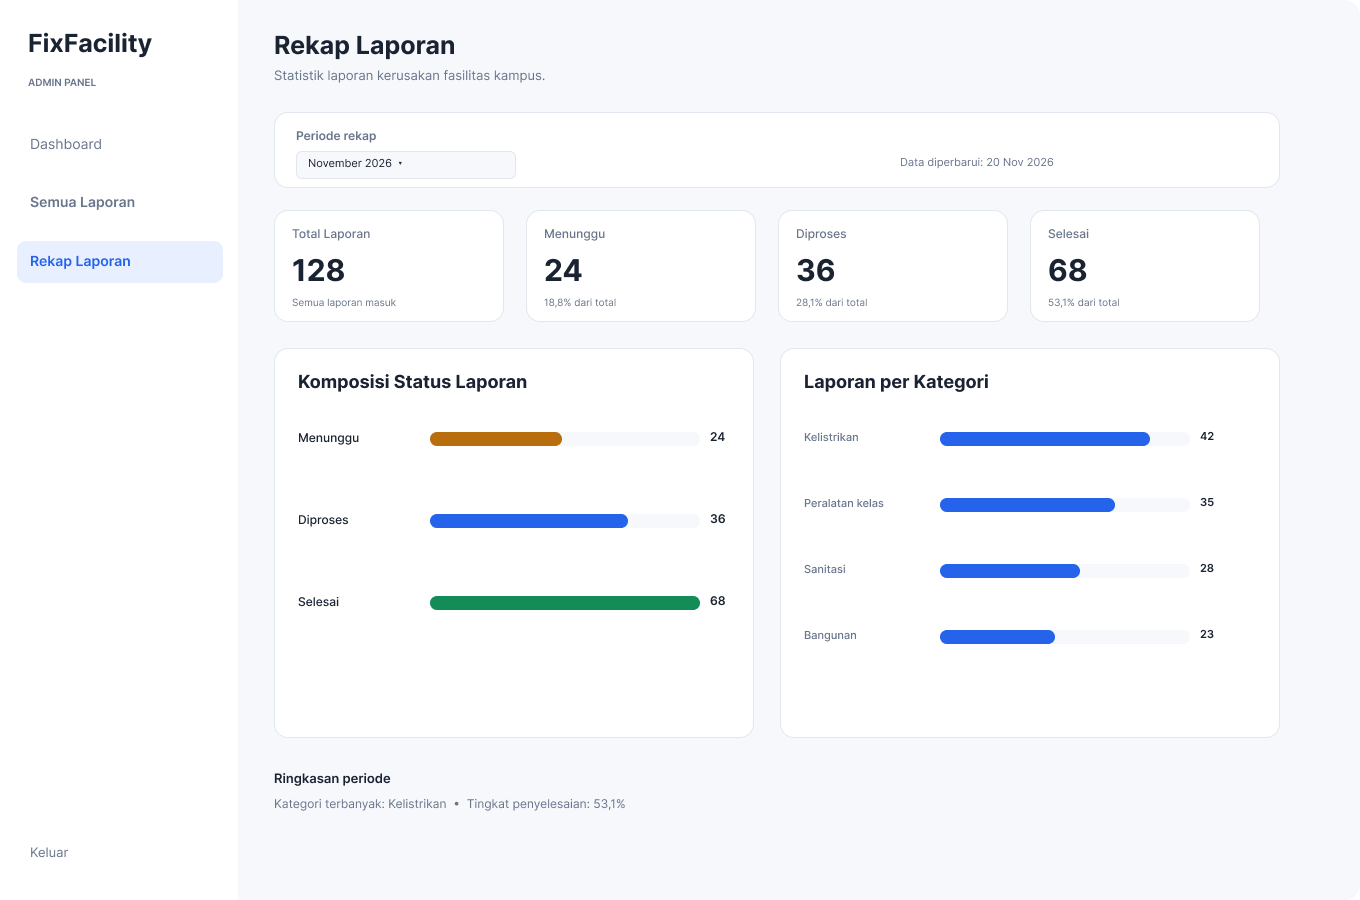 FixFacility
ADMIN PANEL
Dashboard
Semua Laporan
Rekap Laporan
Keluar
Rekap Laporan
Statistik laporan kerusakan fasilitas kampus.
Periode rekap
November 2026
Data diperbarui: 20 Nov 2026
Total Laporan
128
Semua laporan masuk
Menunggu
24
18,8% dari total
Diproses
36
28,1% dari total
Selesai
68
53,1% dari total
Komposisi Status Laporan
Menunggu 24
Diproses 36
Selesai 68
Laporan per Kategori
Kelistrikan 42
Peralatan kelas 35
Sanitasi 28
Bangunan 23
Ringkasan periode
Kategori terbanyak: Kelistrikan • Tingkat penyelesaian: 53,1%